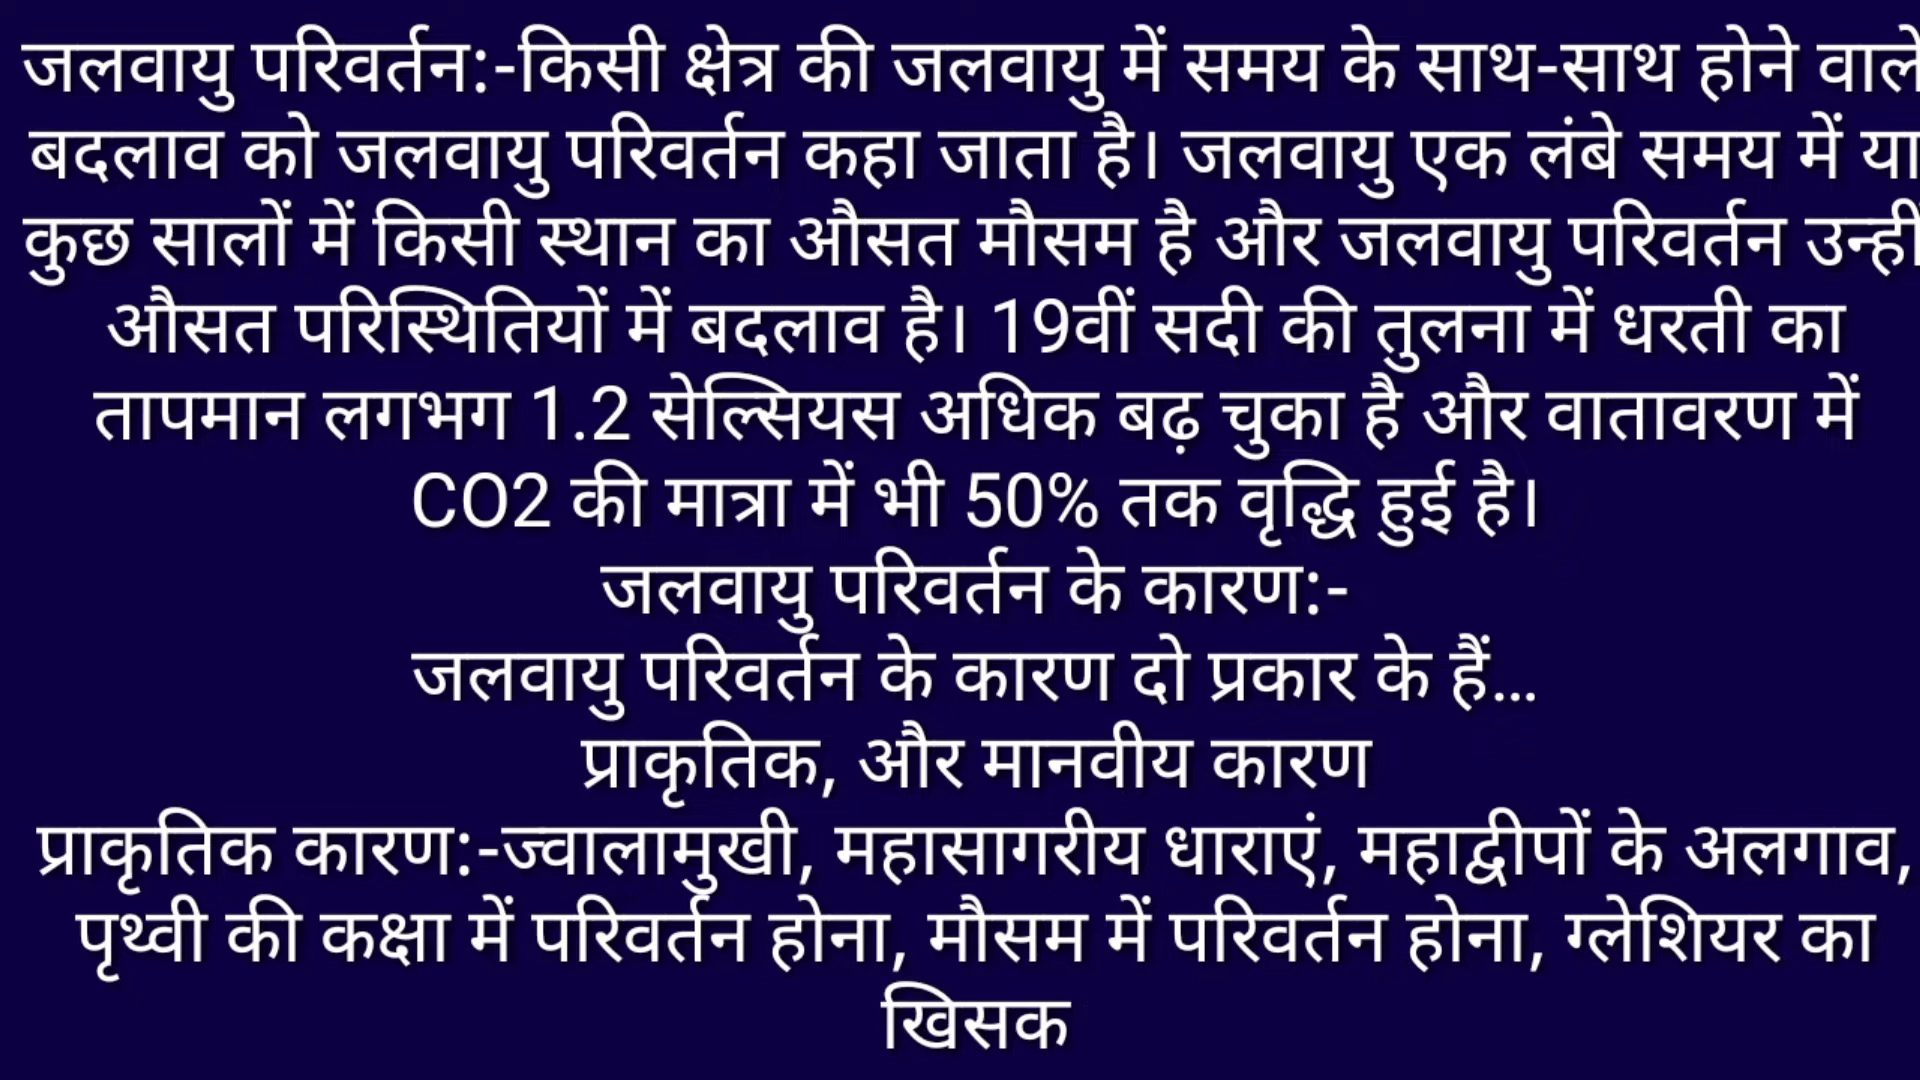 जलवायु परिवर्तन:-किसी क्षेत्र की जलवायु में समय के साथ-साथ होने वाले
बदलाव को जलवायु परिवर्तन कहा जाता है। जलवायु एक लंबे समय में या
कुछ सालों में किसी स्थान का औसत मौसम है और जलवायु परिवर्तन उन्हीं
औसत परिस्थितियों में बदलाव है। 19वीं सदी की तुलना में धरती का
तापमान लगभग 1.2 सेल्सियस अधिक बढ़ चुका है और वातावरण में
CO2 की मात्रा में भी 50% तक वृद्धि हुई है।
जलवायु परिवर्तन के कारण:-
जलवायु परिवर्तन के कारण दो प्रकार के हैं...
प्राकृतिक, और मानवीय कारण
प्राकृतिक कारण:-ज्वालामुखी, महासागरीय धाराएं, महाद्वीपों के अलगाव,
पृथ्वी की कक्षा में परिवर्तन होना, मौसम में परिवर्तन होना, ग्लेशियर का
खिसक